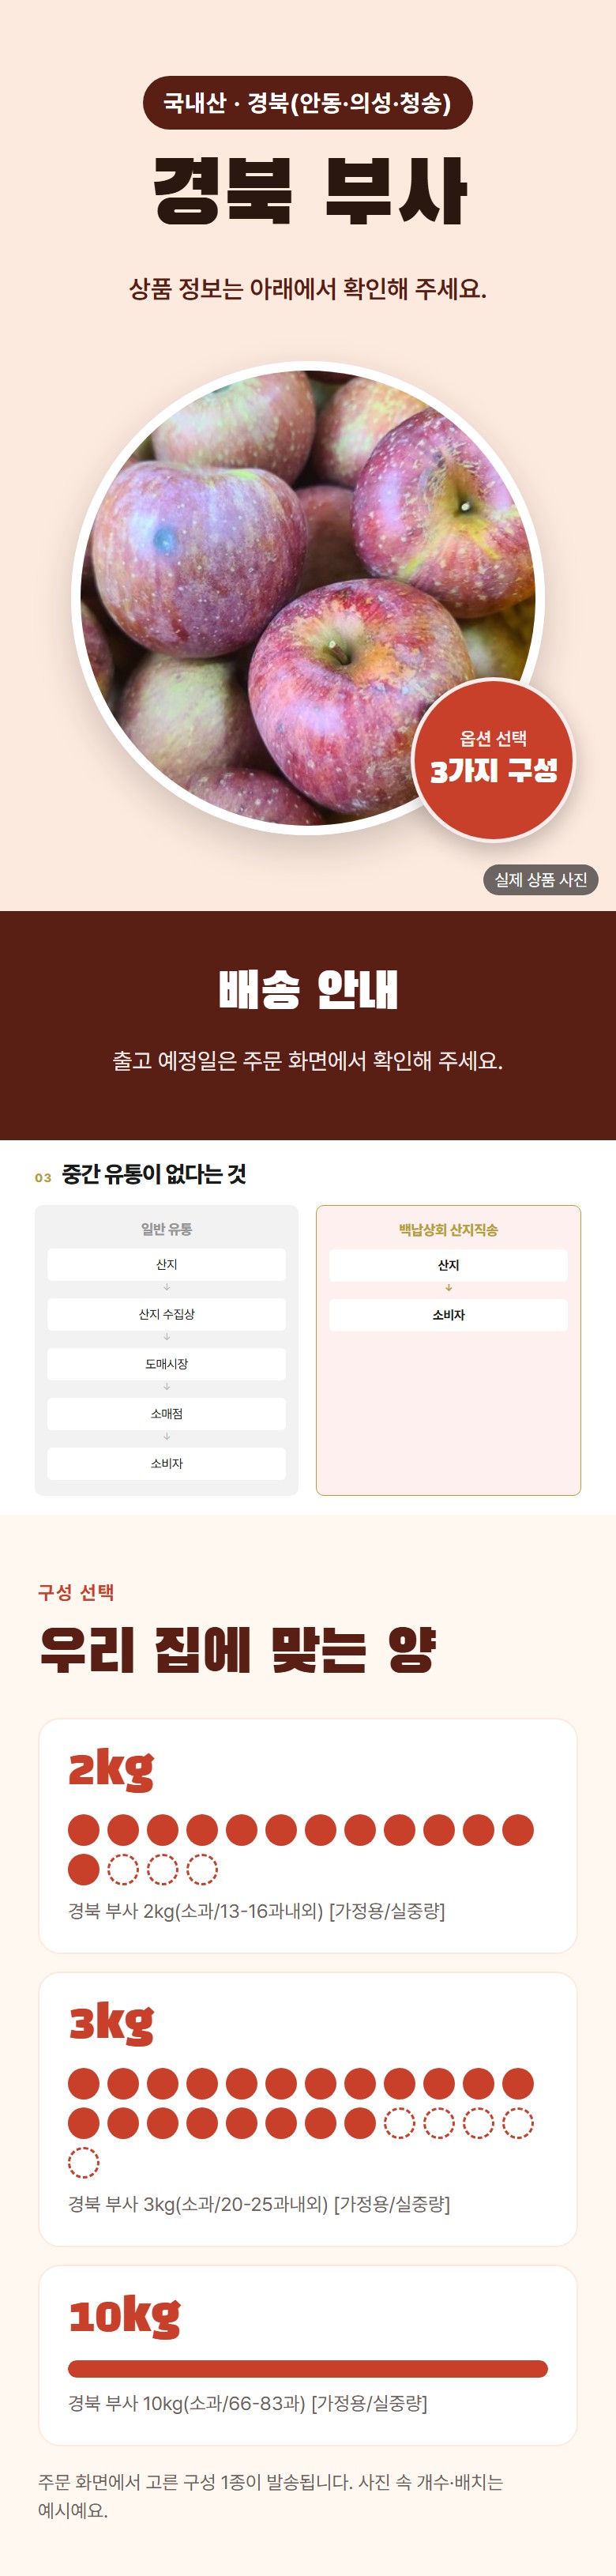 국내산 · 경북(안동·의성·청송)
경북 부사
상품 정보는 아래에서 확인해 주세요.
옵션 선택
3가지 구성
실제 상품 사진
배송 안내
출고 예정일은 주문 화면에서 확인해 주세요.
03 중간 유통이 없다는 것
일반 유통
산지
↓
산지 수집상
↓
도매시장
↓
소매점
↓
소비자
백납상회 산지직송
산지
↓
소비자
구성 선택
우리 집에 맞는 양
2kg
경북 부사 2kg(소과/13-16과내외) [가정용/실중량]
3kg
경북 부사 3kg(소과/20-25과내외) [가정용/실중량]
10kg
경북 부사 10kg(소과/66-83과) [가정용/실중량]
주문 화면에서 고른 구성 1종이 발송됩니다. 사진 속 개수·배치는
예시예요.